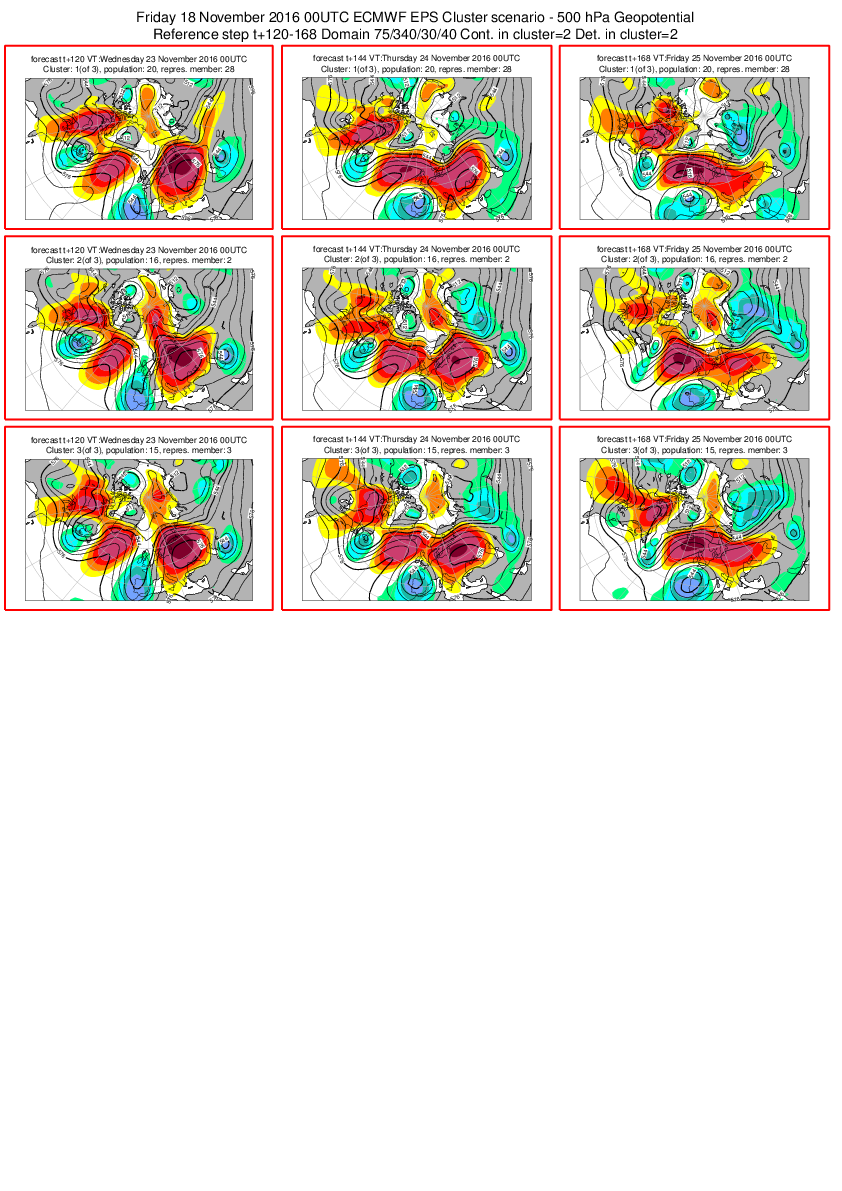 Friday 18 November 2016 00UTC ECMWF EPS Cluster scenario - 500 hPa Geopotential
Reference step t+120-168 Domain 75/340/30/40 Cont. in cluster=2 Det. in cluster=2
forecast t+120 VT:Wednesday 23 November 2016 00UTC
Cluster: 1(of 3), population: 20, repres. member: 28
forecast t+144 VT:Thursday 24 November 2016 00UTC
Cluster: 1(of 3), population: 20, repres. member: 28
forecast t+168 VT:Friday 25 November 2016 00UTC
Cluster: 1(of 3), population: 20, repres. member: 28
forecast t+120 VT:Wednesday 23 November 2016 00UTC
Cluster: 2(of 3), population: 16, repres. member: 2
forecast t+144 VT:Thursday 24 November 2016 00UTC
Cluster: 2(of 3), population: 16, repres. member: 2
forecast t+168 VT:Friday 25 November 2016 00UTC
Cluster: 2(of 3), population: 16, repres. member: 2
forecast t+120 VT:Wednesday 23 November 2016 00UTC
Cluster: 3(of 3), population: 15, repres. member: 3
forecast t+144 VT:Thursday 24 November 2016 00UTC
Cluster: 3(of 3), population: 15, repres. member: 3
forecast t+168 VT:Friday 25 November 2016 00UTC
Cluster: 3(of 3), population: 15, repres. member: 3